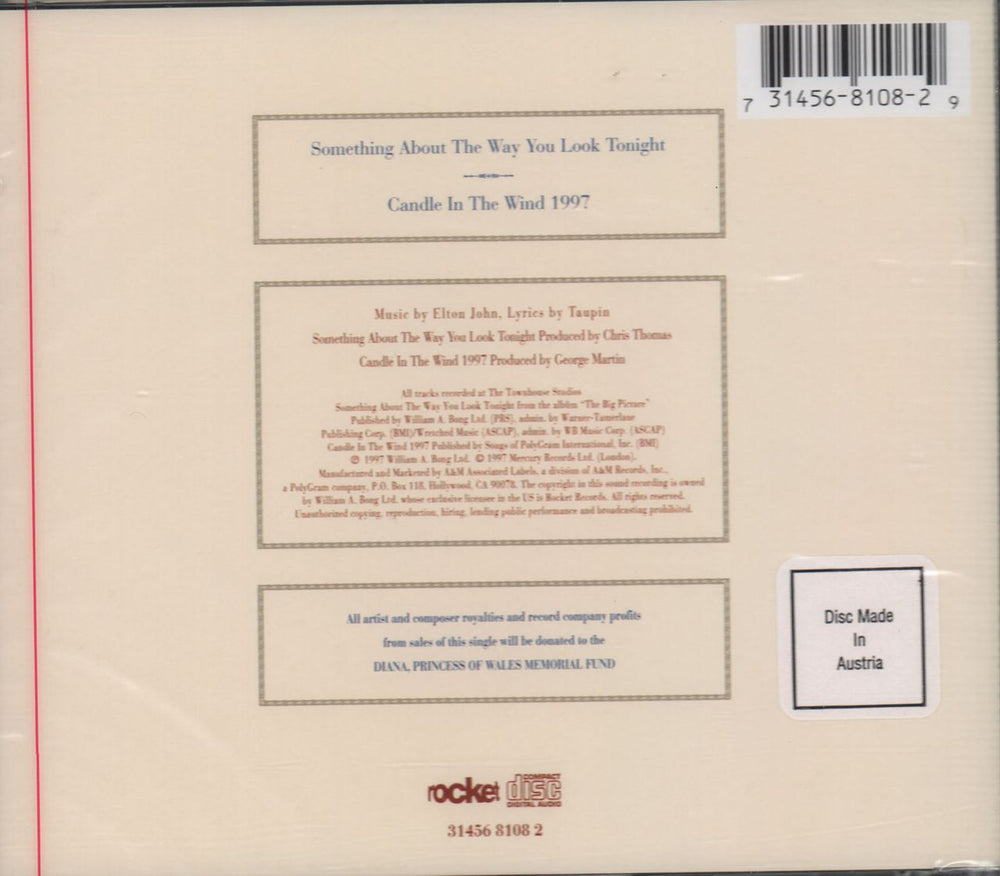 7 31456-8108-2 9
Something About The Way You Look Tonight
Candle In The Wind 1997
Music by Elton John, Lyrics by Taupin
Something About The Way You Look Tonight Produced by Chris Thomas
Candle In The Wind 1997 Produced by George Martin
All tracks recorded at The Townhouse Studios
Something About The Way You Look Tonight from the album "The Big Picture"
Published by William A. Bong Ltd. (PRS), admin. by Warner-Tamerlane
Publishing Corp. (BMI)/Wretched Music (ASCAP), admin. by WB Music Corp. (ASCAP)
Candle In The Wind 1997 Published by Songs of PolyGram International, Inc. (BMI)
℗ 1997 William A. Bong Ltd. © 1997 Mercury Records Ltd. (London).
Manufactured and Marketed by A&M Associated Labels, a division of A&M Records, Inc.,
a PolyGram company, P.O. Box 118, Hollywood, CA 90078. The copyright in this sound recording is owned
by William A. Bong Ltd. whose exclusive licensee in the US is Rocket Records. All rights reserved.
Unauthorized copying, reproduction, hiring, lending public performance and broadcasting prohibited.
All artist and composer royalties and record company profits
from sales of this single will be donated to the
DIANA, PRINCESS OF WALES MEMORIAL FUND
Disc Made
In
Austria
rocket COMPACT disc DIGITAL AUDIO
31456 8108 2